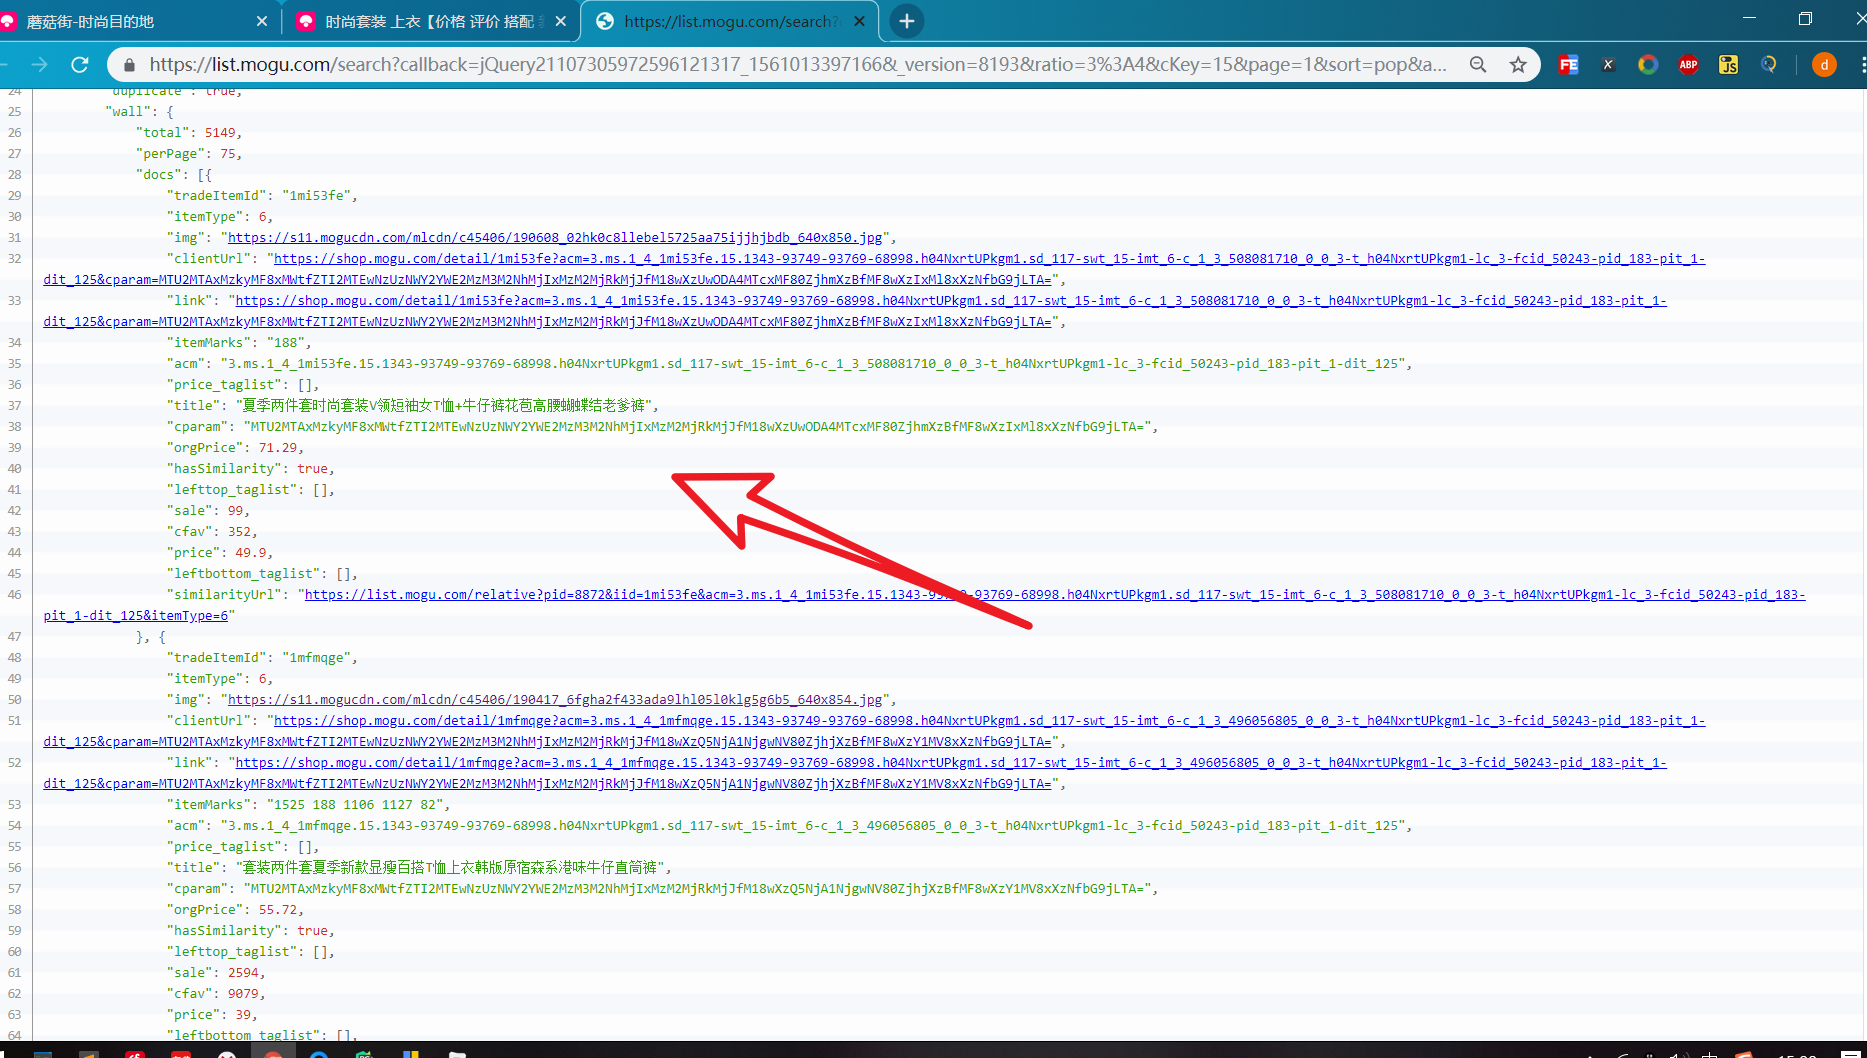 蘑菇街-时尚目的地
时尚套装 上衣【价格 评价 搭配
https://list.mogu.com/search?
https://list.mogu.com/search?callback=jQuery21107305972596121317_1561013397166&_version=8193&ratio=3%3A4&cKey=15&page=1&sort=pop&a...
24 "duplicate": true,
25 "wall": {
26 "total": 5149,
27 "perPage": 75,
28 "docs": [{
29 "tradeItemId": "1mi53fe",
30 "itemType": 6,
31 "img": "https://s11.mogucdn.com/mlcdn/c45406/190608_02hk0c8llebel5725aa75ijjhjbdb_640x850.jpg",
32 "clientUrl": "https://shop.mogu.com/detail/1mi53fe?acm=3.ms.1_4_1mi53fe.15.1343-93749-93769-68998.h04NxrtUPkgm1.sd_117-swt_15-imt_6-c_1_3_508081710_0_0_3-t_h04NxrtUPkgm1-lc_3-fcid_50243-pid_183-pit_1-
dit_125&cparam=MTU2MTAxMzkyMF8xMWtfZTI2MTEwNzUzNWY2YWE2MzM3M2NhMjIxMzM2MjRkMjJfM18wXzUwODA4MTcxMF80ZjhmXzBfMF8wXzIxMl8xXzNfbG9jLTA=",
33 "link": "https://shop.mogu.com/detail/1mi53fe?acm=3.ms.1_4_1mi53fe.15.1343-93749-93769-68998.h04NxrtUPkgm1.sd_117-swt_15-imt_6-c_1_3_508081710_0_0_3-t_h04NxrtUPkgm1-lc_3-fcid_50243-pid_183-pit_1-
dit_125&cparam=MTU2MTAxMzkyMF8xMWtfZTI2MTEwNzUzNWY2YWE2MzM3M2NhMjIxMzM2MjRkMjJfM18wXzUwODA4MTcxMF80ZjhmXzBfMF8wXzIxMl8xXzNfbG9jLTA=",
34 "itemMarks": "188",
35 "acm": "3.ms.1_4_1mi53fe.15.1343-93749-93769-68998.h04NxrtUPkgm1.sd_117-swt_15-imt_6-c_1_3_508081710_0_0_3-t_h04NxrtUPkgm1-lc_3-fcid_50243-pid_183-pit_1-dit_125",
36 "price_taglist": [],
37 "title": "夏季两件套时尚套装V领短袖女T恤+牛仔裤花苞高腰蝴蝶结老爹裤",
38 "cparam": "MTU2MTAxMzkyMF8xMWtfZTI2MTEwNzUzNWY2YWE2MzM3M2NhMjIxMzM2MjRkMjJfM18wXzUwODA4MTcxMF80ZjhmXzBfMF8wXzIxMl8xXzNfbG9jLTA=",
39 "orgPrice": 71.29,
40 "hasSimilarity": true,
41 "lefttop_taglist": [],
42 "sale": 99,
43 "cfav": 352,
44 "price": 49.9,
45 "leftbottom_taglist": [],
46 "similarityUrl": "https://list.mogu.com/relative?pid=8872&iid=1mi53fe&acm=3.ms.1_4_1mi53fe.15.1343-93769-68998.h04NxrtUPkgm1.sd_117-swt_15-imt_6-c_1_3_508081710_0_0_3-t_h04NxrtUPkgm1-lc_3-fcid_50243-pid_183-
pit_1-dit_125&itemType=6"
47 }, {
48 "tradeItemId": "1mfmqge",
49 "itemType": 6,
50 "img": "https://s11.mogucdn.com/mlcdn/c45406/190417_6fgha2f433ada9lhl05l0klg5g6b5_640x854.jpg",
51 "clientUrl": "https://shop.mogu.com/detail/1mfmqge?acm=3.ms.1_4_1mfmqge.15.1343-93749-93769-68998.h04NxrtUPkgm1.sd_117-swt_15-imt_6-c_1_3_496056805_0_0_3-t_h04NxrtUPkgm1-lc_3-fcid_50243-pid_183-pit_1-
dit_125&cparam=MTU2MTAxMzkyMF8xMWtfZTI2MTEwNzUzNWY2YWE2MzM3M2NhMjIxMzM2MjRkMjJfM18wXzQ5NjA1NjgwNV80ZjhjXzBfMF8wXzY1MV8xXzNfbG9jLTA=",
52 "link": "https://shop.mogu.com/detail/1mfmqge?acm=3.ms.1_4_1mfmqge.15.1343-93749-93769-68998.h04NxrtUPkgm1.sd_117-swt_15-imt_6-c_1_3_496056805_0_0_3-t_h04NxrtUPkgm1-lc_3-fcid_50243-pid_183-pit_1-
dit_125&cparam=MTU2MTAxMzkyMF8xMWtfZTI2MTEwNzUzNWY2YWE2MzM3M2NhMjIxMzM2MjRkMjJfM18wXzQ5NjA1NjgwNV80ZjhjXzBfMF8wXzY1MV8xXzNfbG9jLTA=",
53 "itemMarks": "1525 188 1106 1127 82",
54 "acm": "3.ms.1_4_1mfmqge.15.1343-93749-93769-68998.h04NxrtUPkgm1.sd_117-swt_15-imt_6-c_1_3_496056805_0_0_3-t_h04NxrtUPkgm1-lc_3-fcid_50243-pid_183-pit_1-dit_125",
55 "price_taglist": [],
56 "title": "套装两件套夏季新款显瘦百搭T恤上衣韩版原宿森系港味牛仔直筒裤",
57 "cparam": "MTU2MTAxMzkyMF8xMWtfZTI2MTEwNzUzNWY2YWE2MzM3M2NhMjIxMzM2MjRkMjJfM18wXzQ5NjA1NjgwNV80ZjhjXzBfMF8wXzY1MV8xXzNfbG9jLTA=",
58 "orgPrice": 55.72,
59 "hasSimilarity": true,
60 "lefttop_taglist": [],
61 "sale": 2594,
62 "cfav": 9079,
63 "price": 39,
64 "leftbottom_taglist": [],